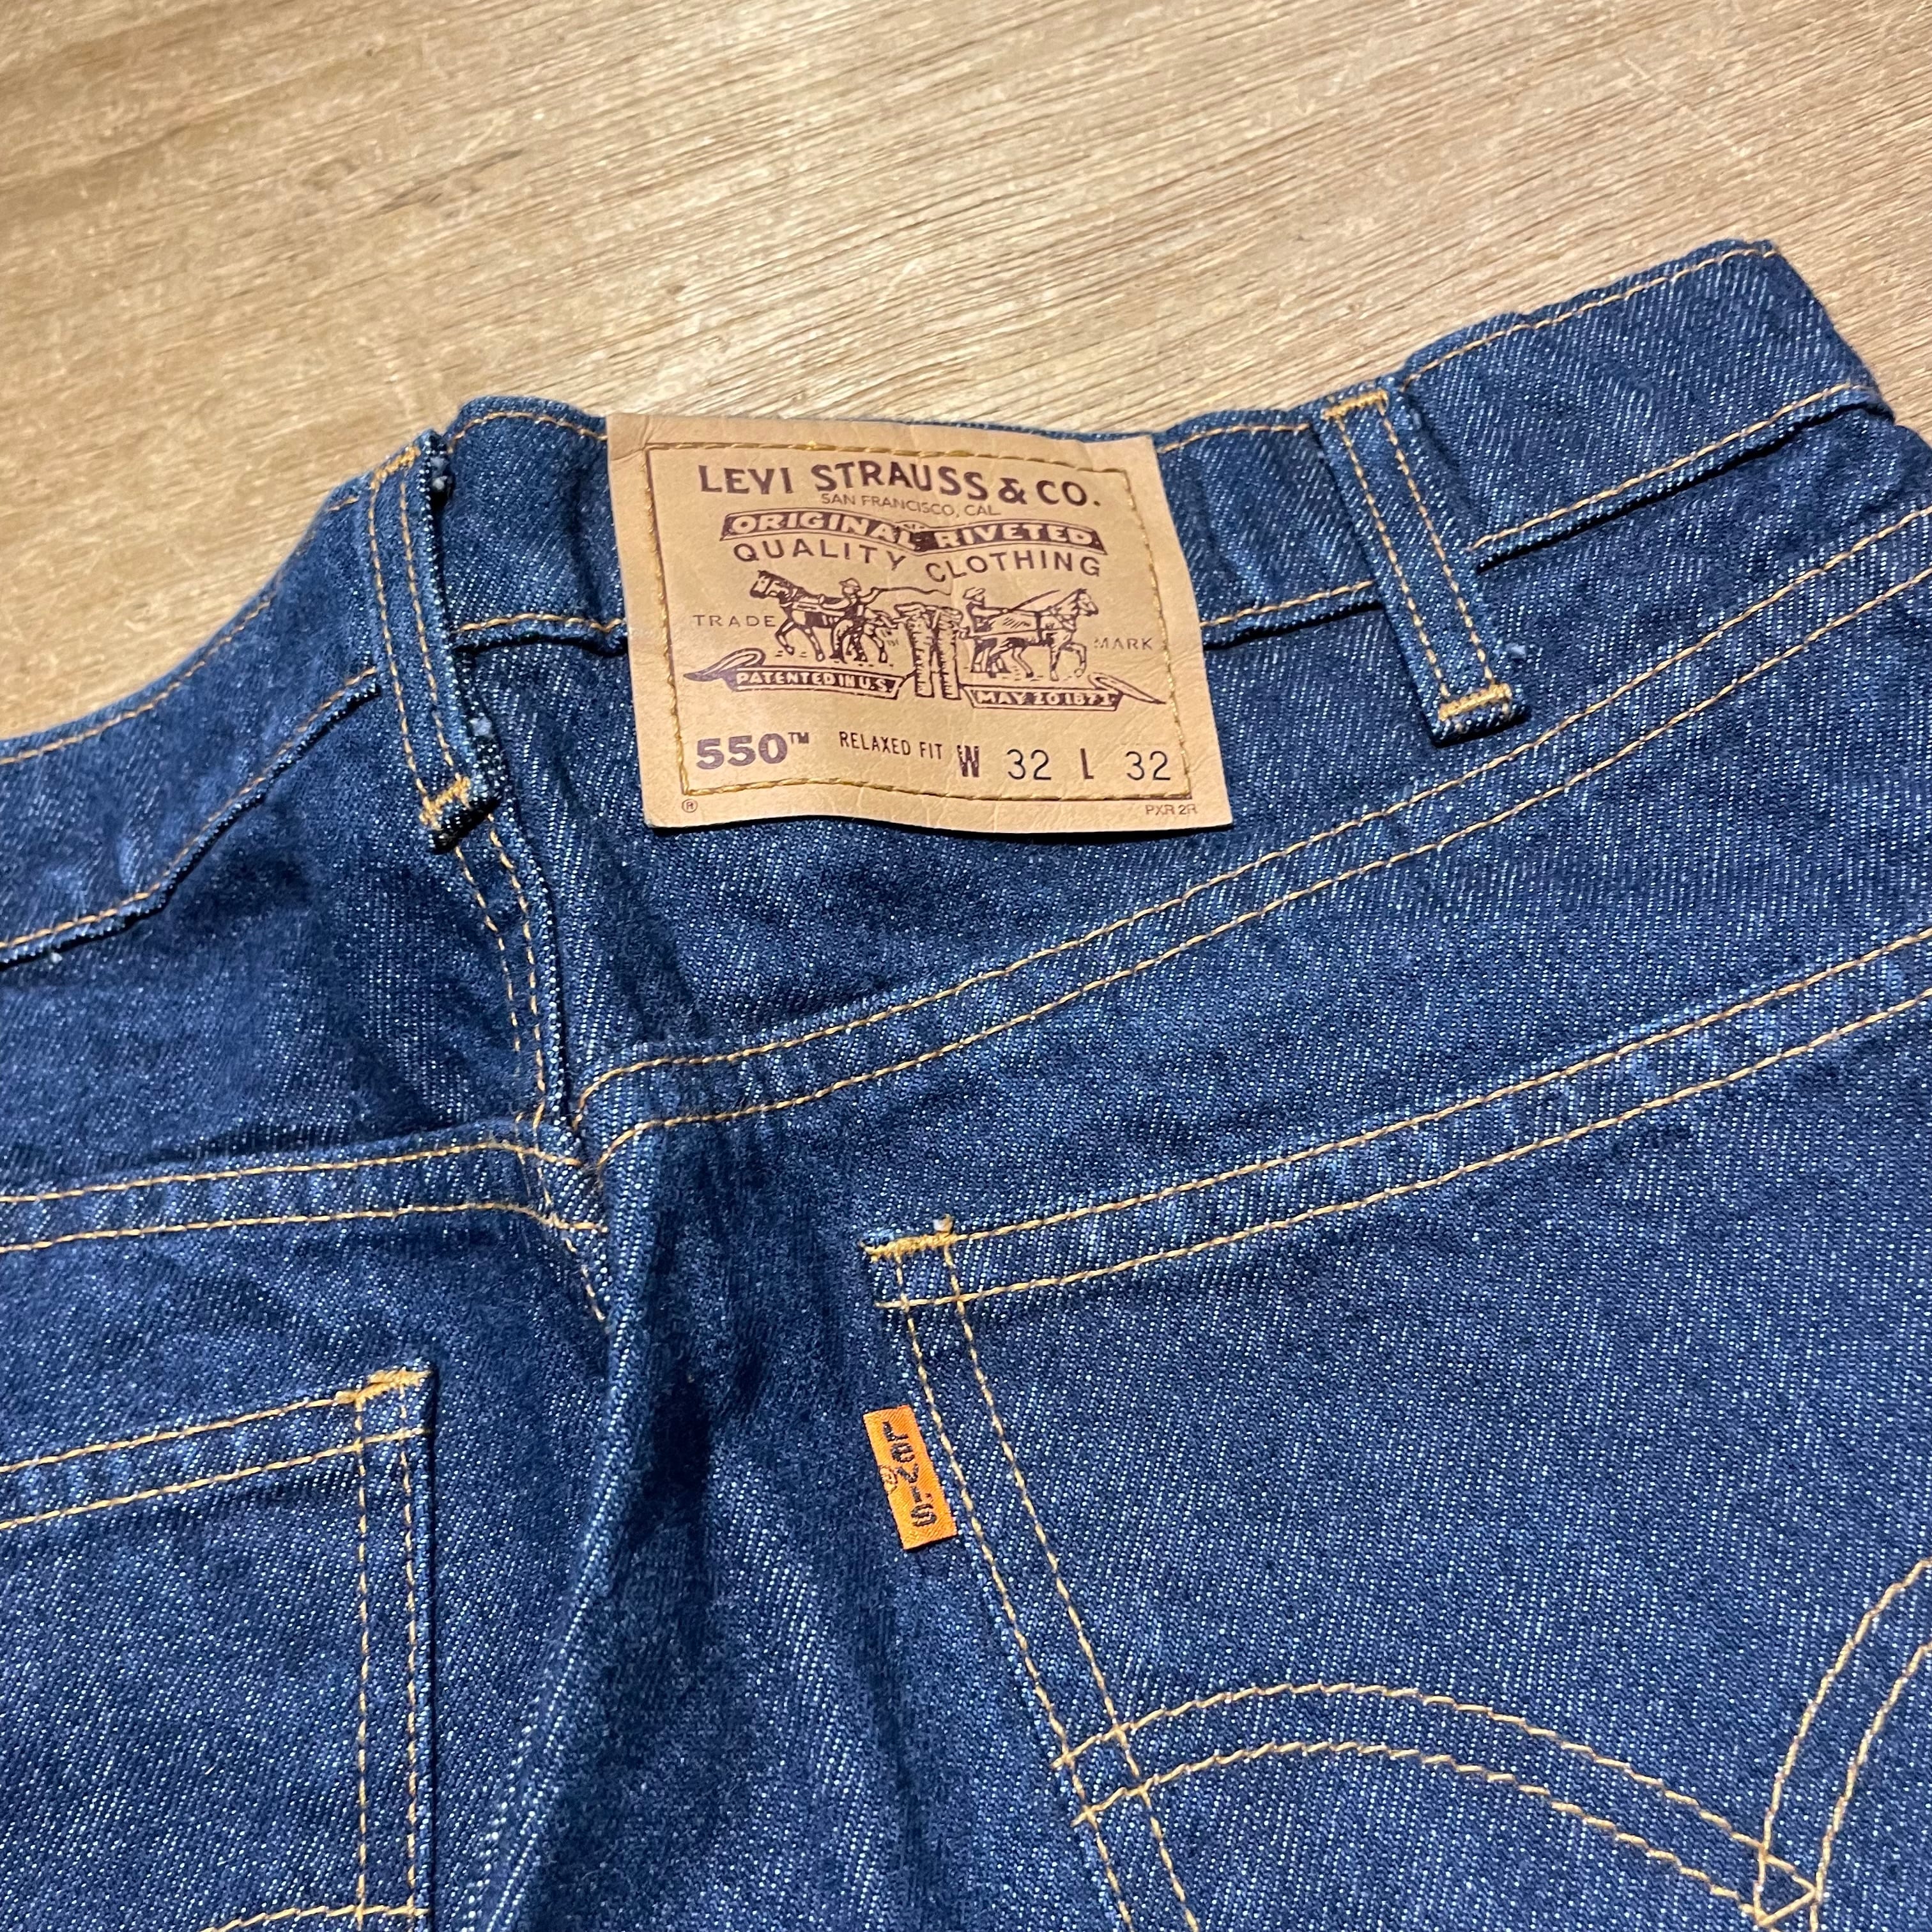 LEVI STRAUSS & CO.
SAN FRANCISCO, CAL.
ORIGINAL RIVETED
QUALITY CLOTHING
TRADE MARK
PATENTED IN U.S. MAY 20 1873
550™ RELAXED FIT W 32 L 32
® PXR 2R
LEVI'S
®